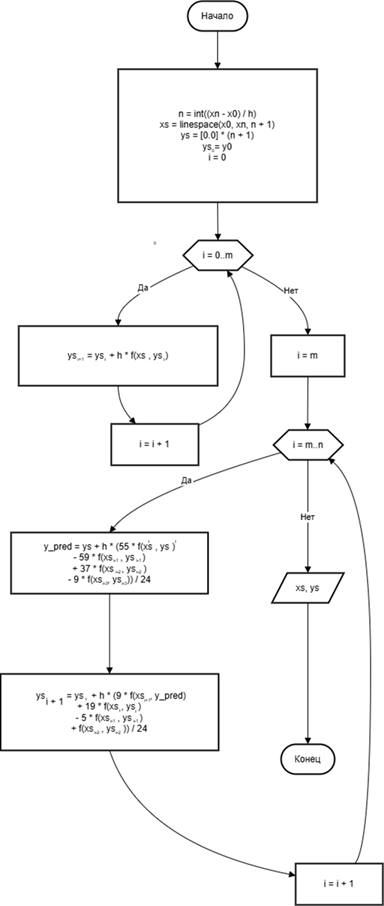 Начало
n = int((xn - x0) / h)
xs = linespace(x0, xn, n + 1)
ys = [0.0] * (n + 1)
ys₀= y0
i = 0
i = 0..m
Да
Нет
ysᵢ₊₁ = ysᵢ + h * f(xs , ysᵢ)
i = m
i = i + 1
i = m..n
Да
Нет
y_pred = ys + h * (55 * f(xs , ys )
- 59 * f(xsᵢ₋₁ , ysᵢ₋₁)
+ 37 * f(xsᵢ₋₂ , ysᵢ₋₂ )
- 9 * f(xsᵢ₋₃, ysᵢ₋₃)) / 24
xs, ys
ys i + 1 = ysᵢ + h * (9 * f(xsᵢ₊₁, y_pred)
+ 19 * f(xsᵢ, ysᵢ)
- 5 * f(xsᵢ₋₁ , ysᵢ₋₁)
+ f(xsᵢ₋₂, ysᵢ₋₂ )) / 24
Конец
i = i + 1